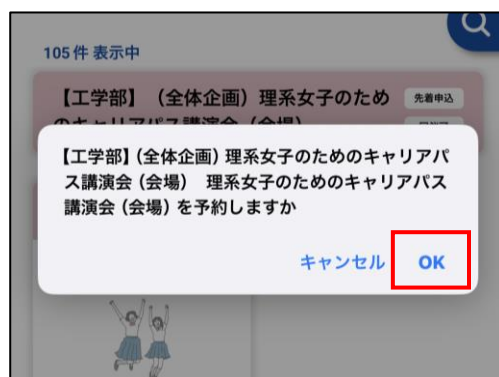 105件 表示中
【工学部】（全体企画）理系女子のため
先着申込
【工学部】（全体企画）理系女子のためのキャリアパ
ス講演会（会場）　理系女子のためのキャリアパス
講演会（会場）を予約しますか
キャンセル
OK